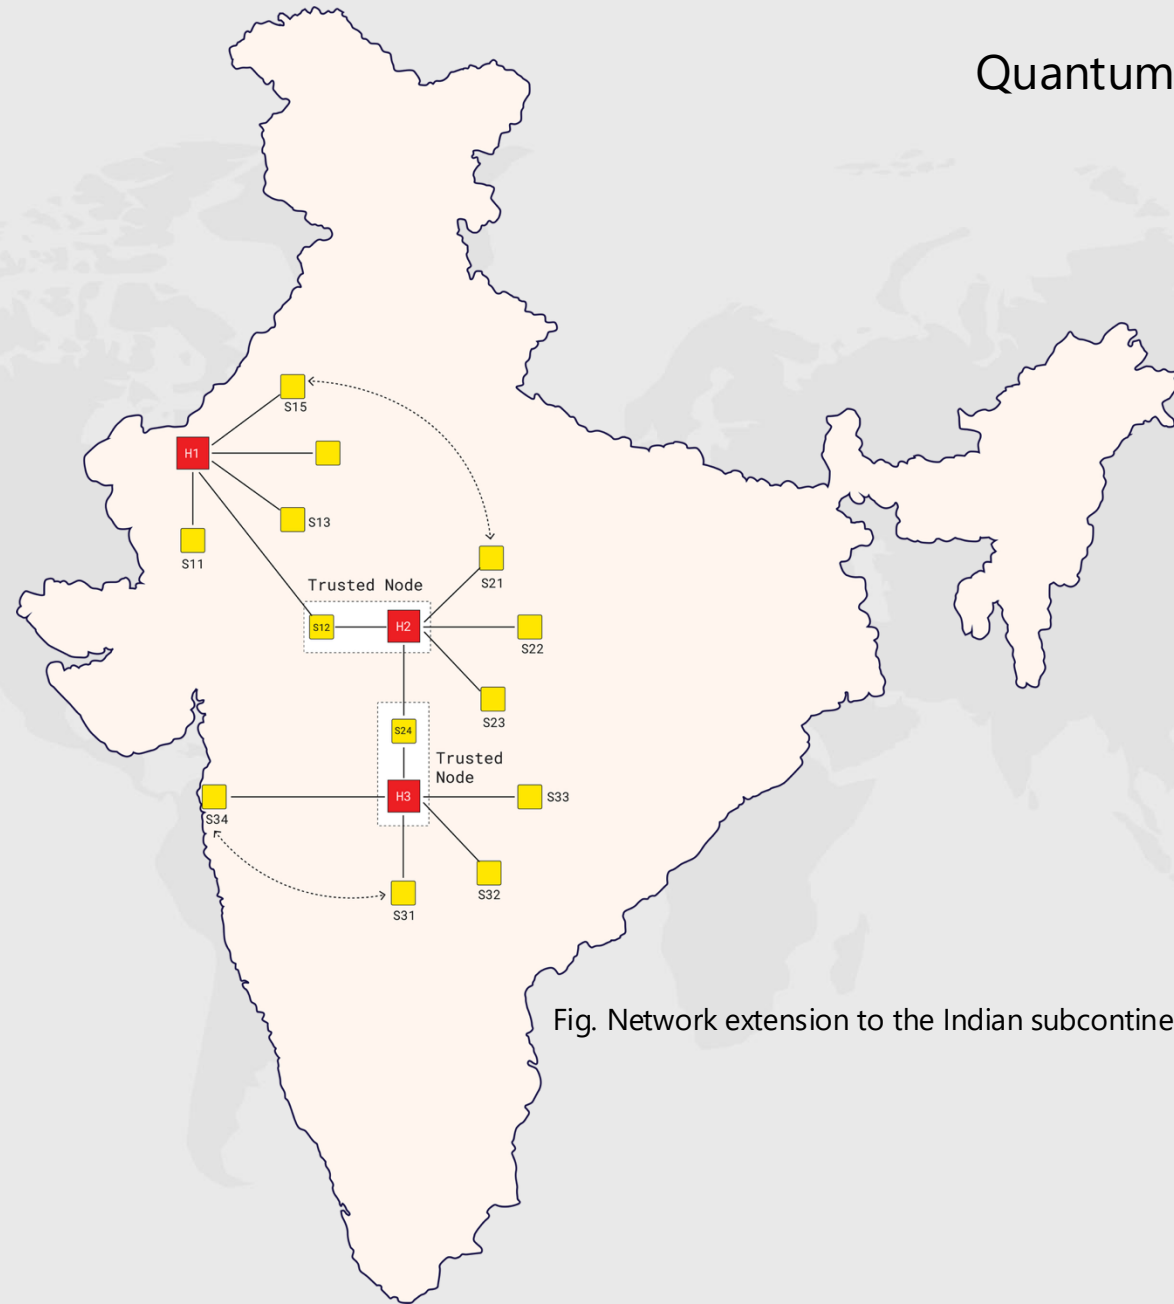 Quantum
S15
H1
S13
S11
Trusted Node
S21
S12
H2
S22
S23
S24
Trusted
Node
H3
S33
S34
S32
S31
Fig. Network extension to the Indian subcontine